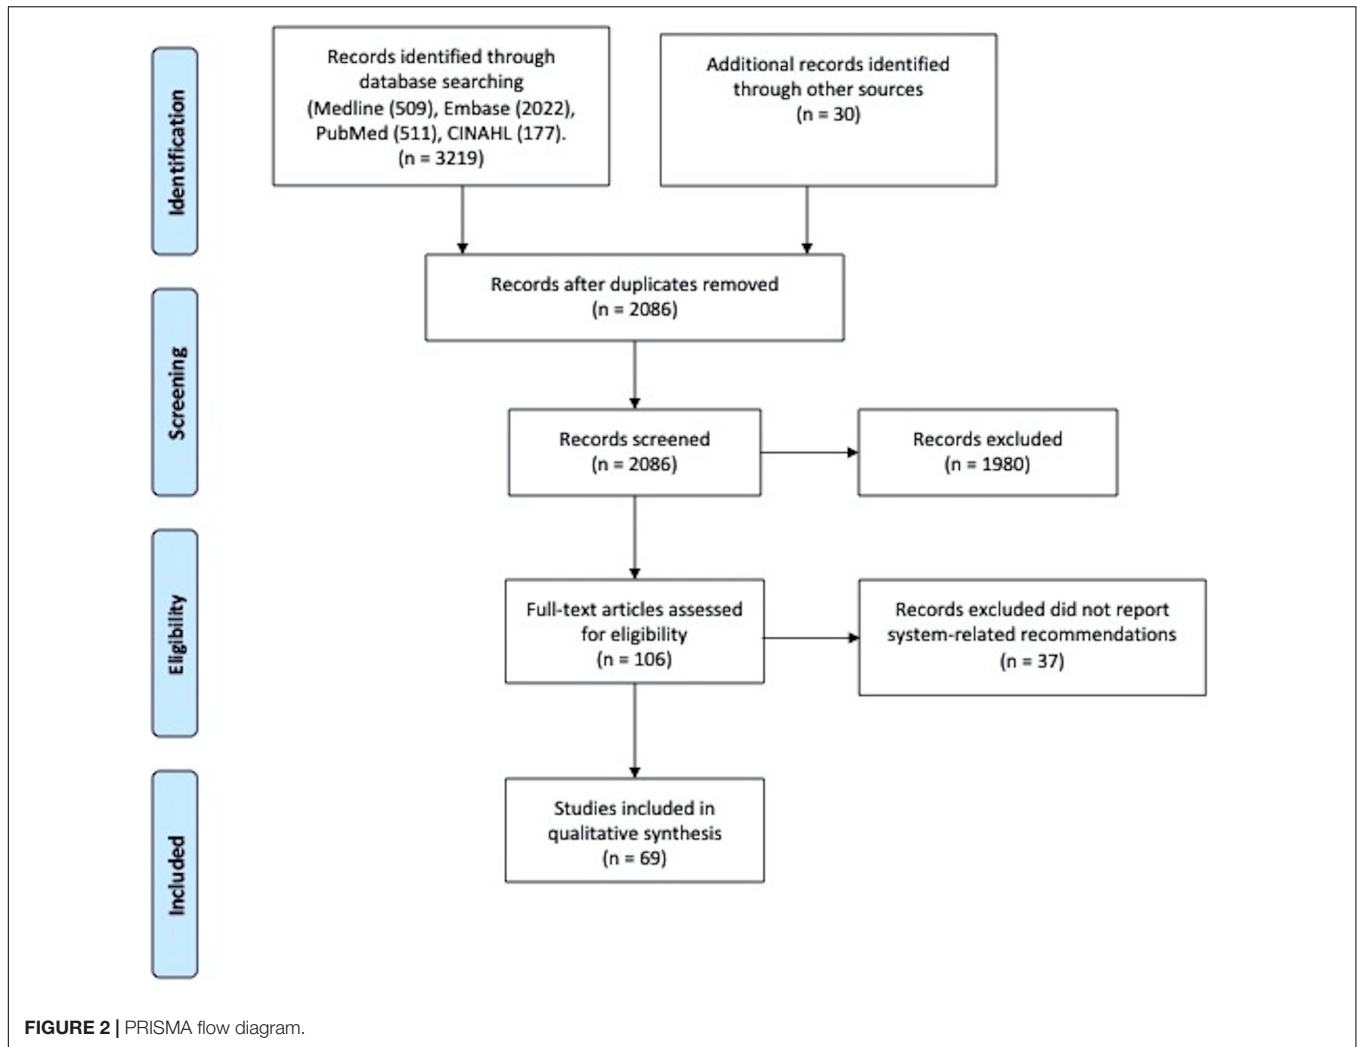 Identification
Records identified through
database searching
(Medline (509), Embase (2022),
PubMed (511), CINAHL (177).
(n = 3219)
Additional records identified
through other sources
(n = 30)
Records after duplicates removed
(n = 2086)
Screening
Records screened
(n = 2086)
Records excluded
(n = 1980)
Eligibility
Full-text articles assessed
for eligibility
(n = 106)
Records excluded did not report
system-related recommendations
(n = 37)
Included
Studies included in
qualitative synthesis
(n = 69)
FIGURE 2 | PRISMA flow diagram.